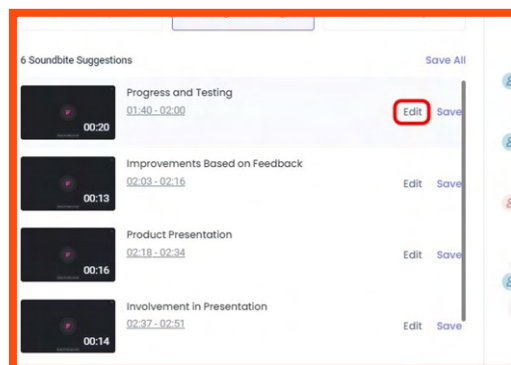 6 Soundbite Suggestions
Save All
Progress and Testing
01:40 - 02:00
Edit
Save
00:20
Improvements Based on Feedback
02:03 - 02:16
Edit
Save
00:13
Product Presentation
02:18 - 02:34
Edit
Save
00:16
Involvement in Presentation
02:37 - 02:51
Edit
Save
00:14